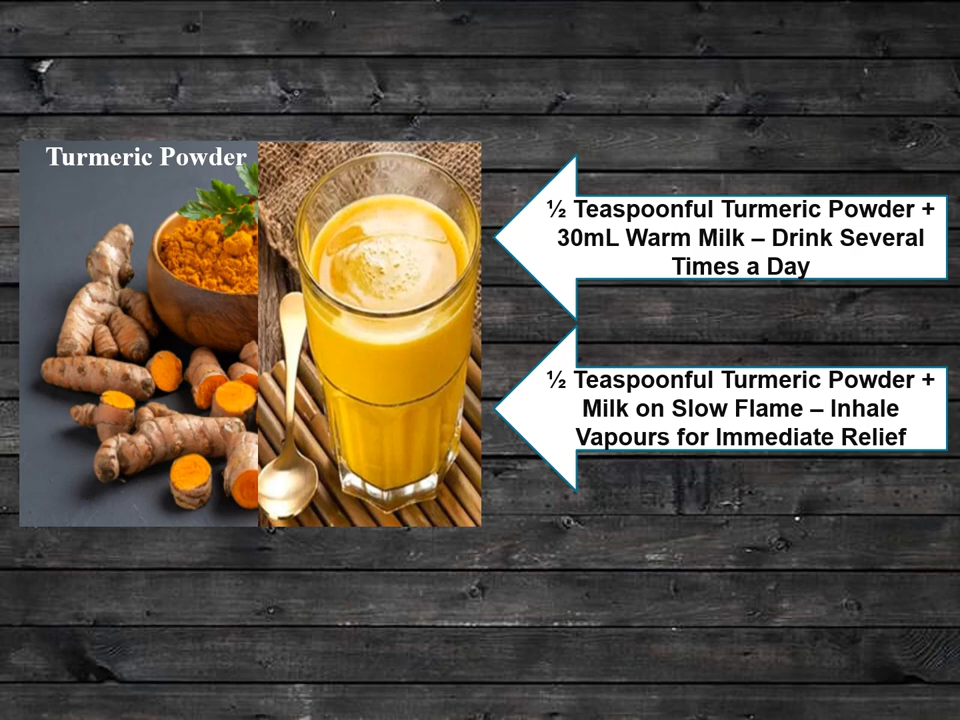 Turmeric Powder
½ Teaspoonful Turmeric Powder +
30mL Warm Milk – Drink Several
Times a Day
½ Teaspoonful Turmeric Powder +
Milk on Slow Flame – Inhale
Vapours for Immediate Relief